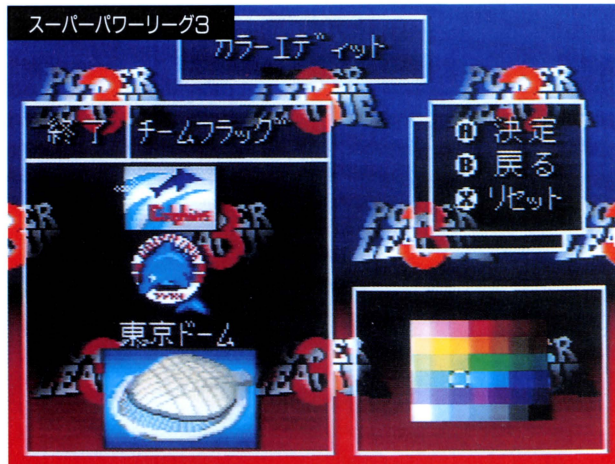 スーパーパワーリーグ3
カラーエディット
終了 チームフラッグ
A 決定
B 戻る
X リセット
Dolphins
東京ドーム
POWER LEAGUE 3